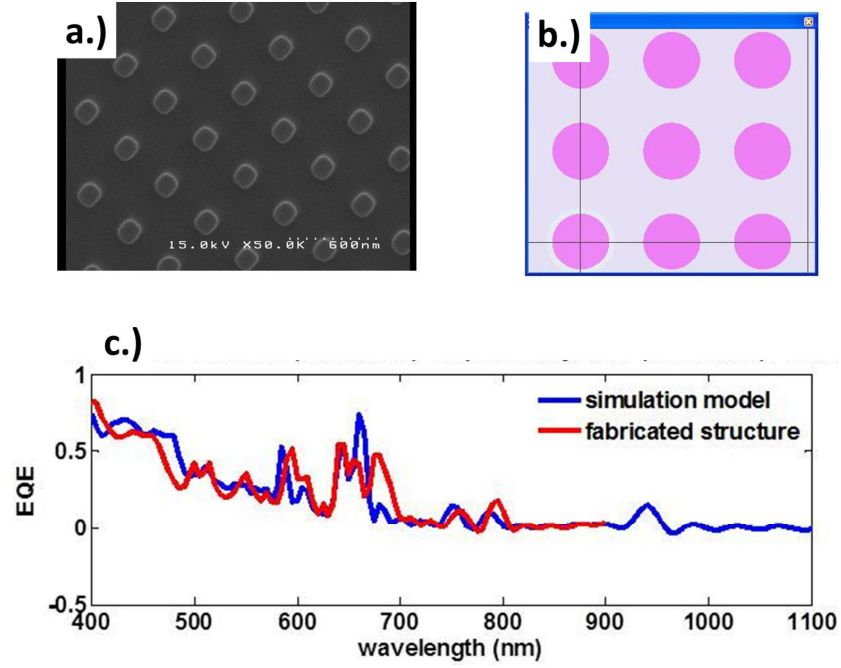 a.)
b.)
15.0kV X50.0K 600nm
c.)
1
0.5
0
-0.5
EQE
simulation model
fabricated structure
400 500 600 700 800 900 1000 1100
wavelength (nm)